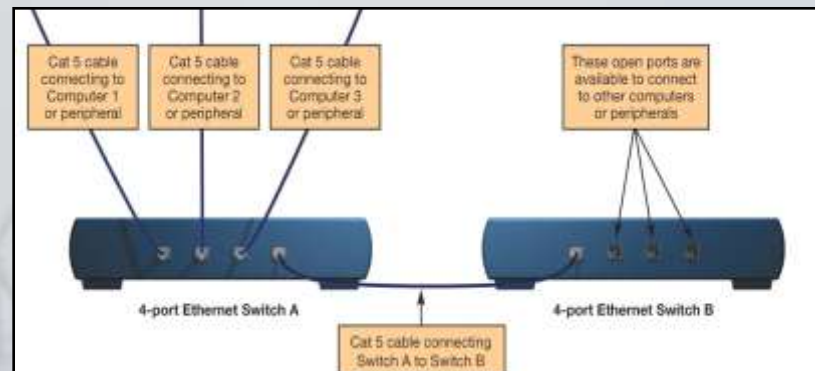 Cat 5 cable
connecting to
Computer 1
or peripheral
Cat 5 cable
connecting to
Computer 2
or peripheral
Cat 5 cable
connecting to
Computer 3
or peripheral
These open ports are
available to connect
to other computers
or peripherals
4-port Ethernet Switch A
4-port Ethernet Switch B
Cat 5 cable connecting
Switch A to Switch B